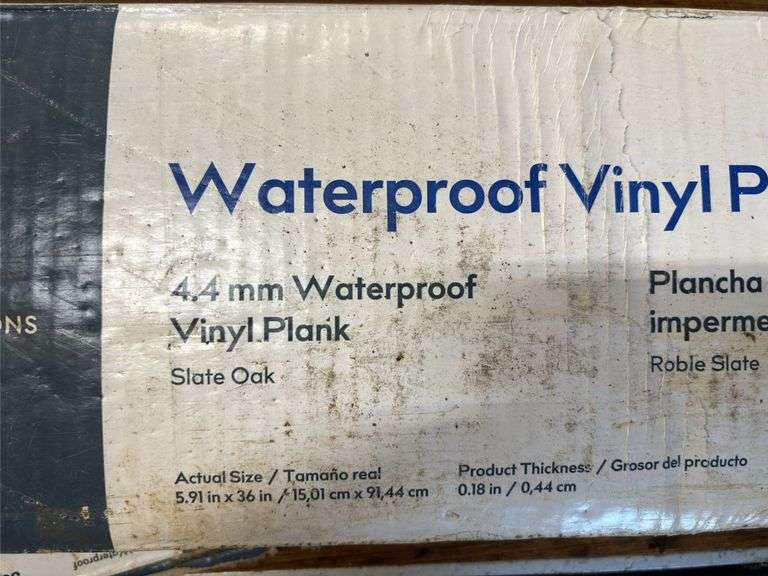 Waterproof Vinyl P
4.4 mm Waterproof
Vinyl Plank
Slate Oak
Plancha
imperme
Roble Slate
ONS
Actual Size / Tamaño real
5.91 in x 36 in / 15,01 cm x 91,44 cm
Product Thickness / Grosor del producto
0.18 in / 0,44 cm
Waterproof